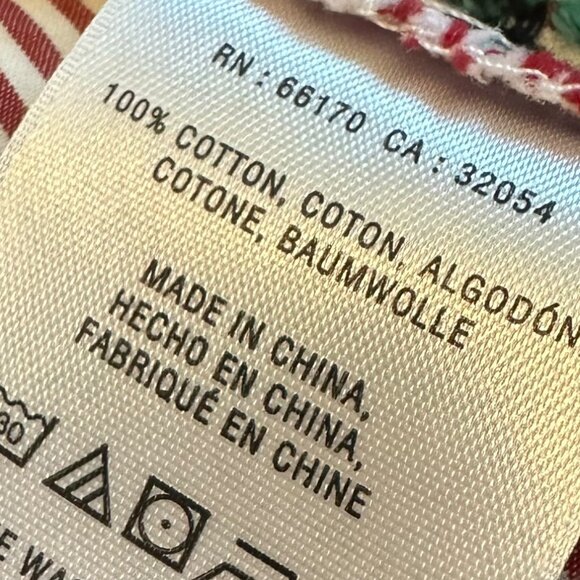 RN : 66170 CA : 32054
100% COTTON, COTON, ALGODÓN
COTONE, BAUMWOLLE
MADE IN CHINA,
HECHO EN CHINA,
FABRIQUÉ EN CHINE
30